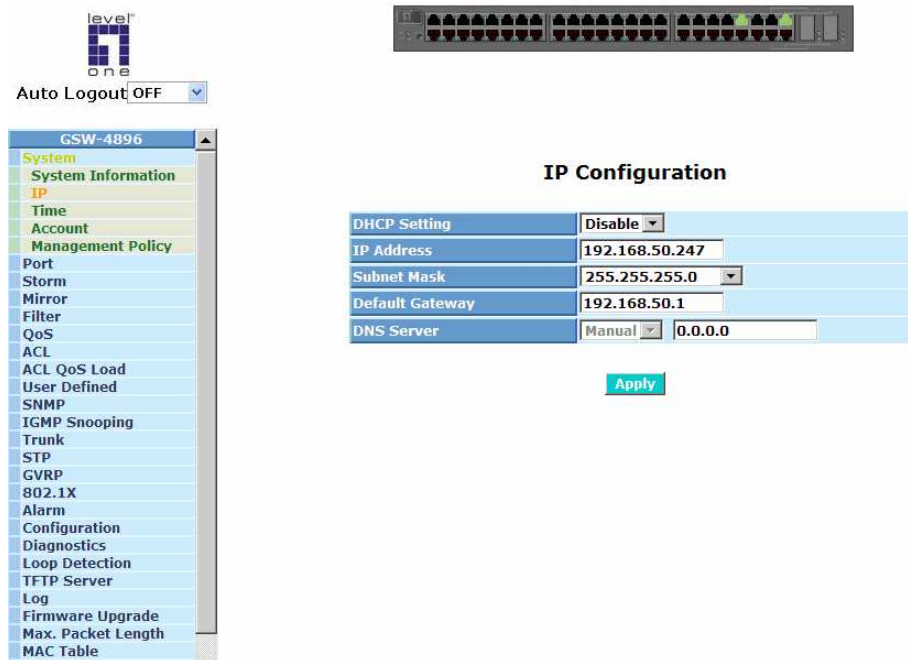 level
one
Auto Logout OFF
GSW-4896
System
System Information
IP
Time
Account
Management Policy
Port
Storm
Mirror
Filter
QoS
ACL
ACL QoS Load
User Defined
SNMP
IGMP Snooping
Trunk
STP
GVRP
802.1X
Alarm
Configuration
Diagnostics
Loop Detection
TFTP Server
Log
Firmware Upgrade
Max. Packet Length
MAC Table
IP Configuration
DHCP Setting Disable
IP Address 192.168.50.247
Subnet Mask 255.255.255.0
Default Gateway 192.168.50.1
DNS Server Manual 0.0.0.0
Apply